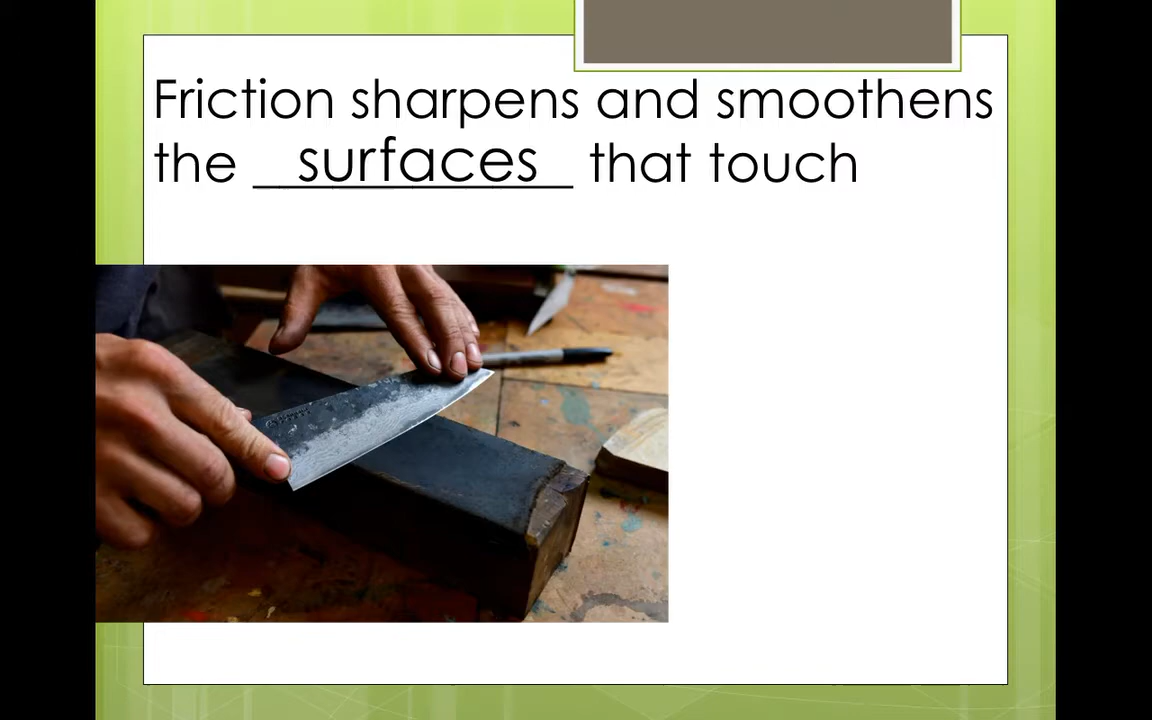 Friction sharpens and smoothens
the surfaces that touch